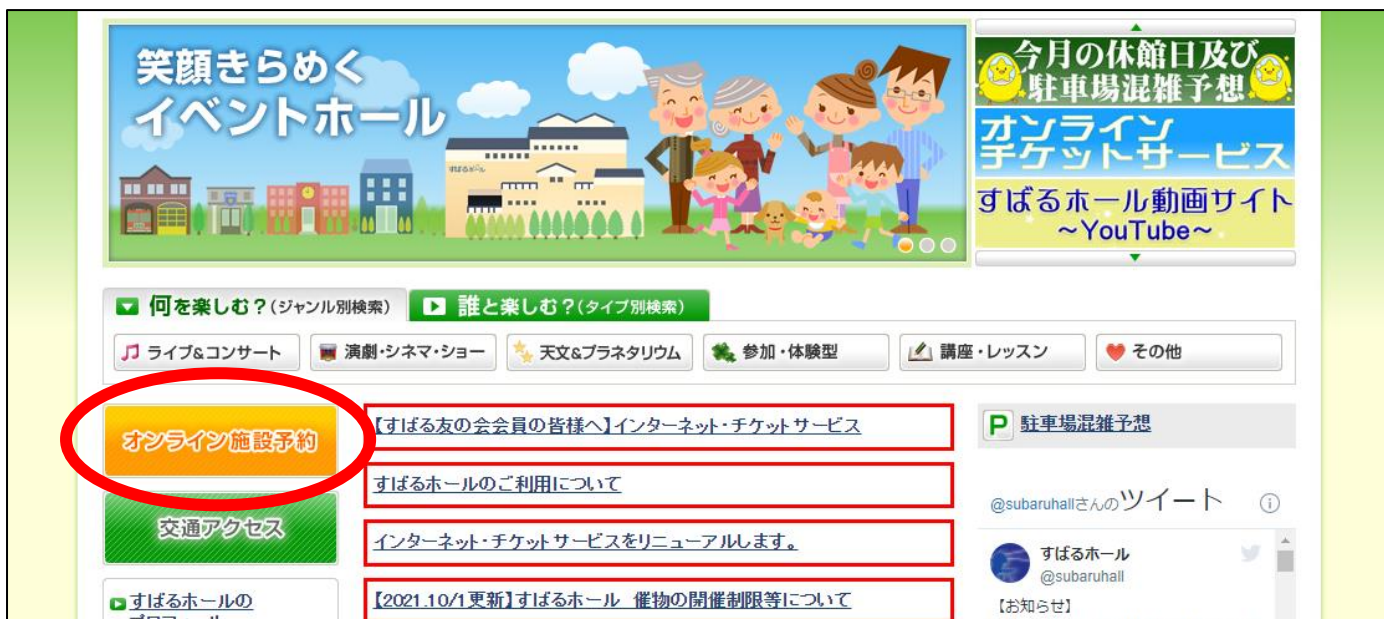 笑顔きらめく
イベントホール
すばるホール
今月の休館日及び
駐車場混雑予想
オンライン
チケットサービス
すばるホール動画サイト
～YouTube～
何を楽しむ？(ジャンル別検索)
誰と楽しむ？(タイプ別検索)
ライブ&コンサート
演劇・シネマ・ショー
天文&プラネタリウム
参加・体験型
講座・レッスン
その他
オンライン施設予約
交通アクセス
すばるホールの
【すばる友の会会員の皆様へ】インターネット・チケットサービス
すばるホールのご利用について
インターネット・チケットサービスをリニューアルします。
【2021.10/1更新】すばるホール　催物の開催制限等について
P 駐車場混雑予想
@subaruhallさんのツイート
すばるホール
@subaruhall
【お知らせ】